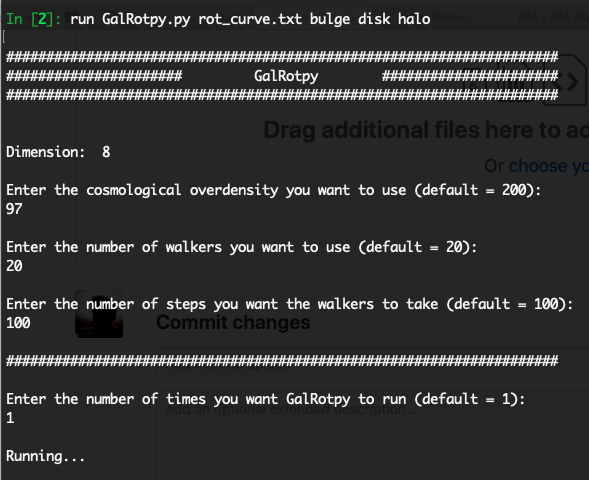 In [2]: run GalRotpy.py rot_curve.txt bulge disk halo
#####################################################################
###################### GalRotpy ######################
#####################################################################
Dimension: 8
Enter the cosmological overdensity you want to use (default = 200):
97
Enter the number of walkers you want to use (default = 20):
20
Enter the number of steps you want the walkers to take (default = 100):
100
#####################################################################
Enter the number of times you want GalRotpy to run (default = 1):
1
Running...
Drag additional files here to ad
Or choose yo
Commit changes
Add an optional extended description...